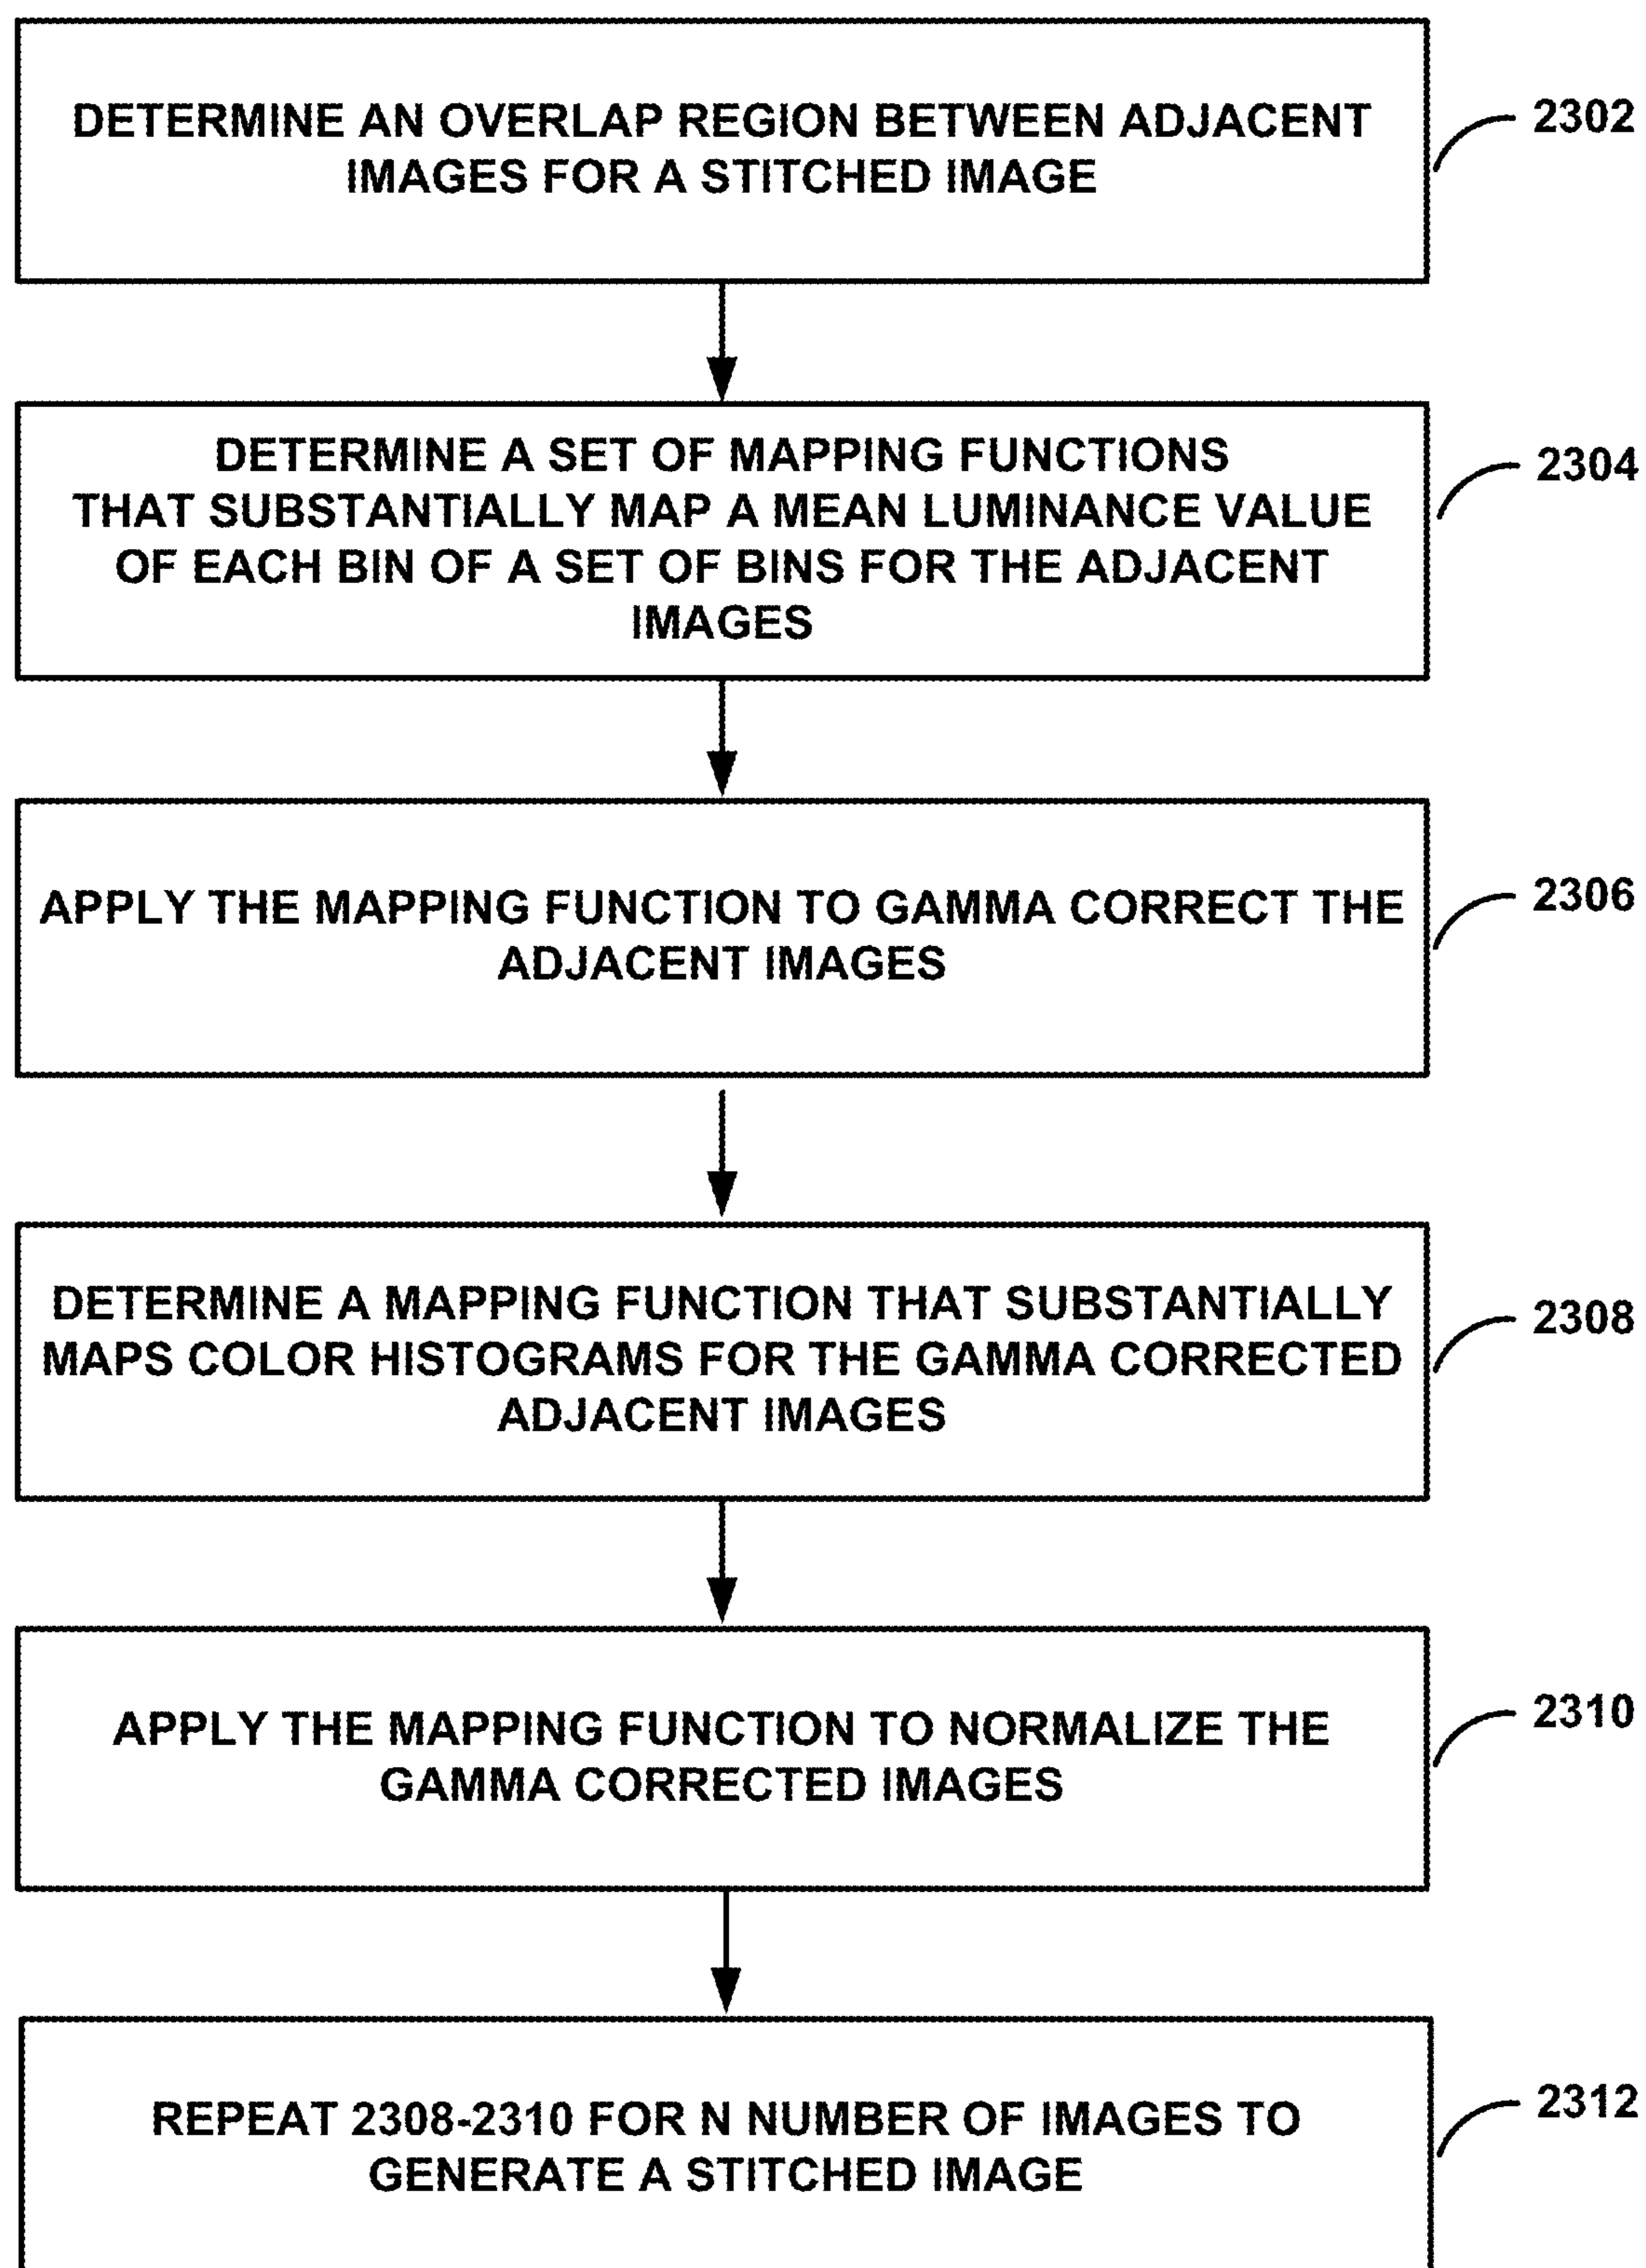 DETERMINE AN OVERLAP REGION BETWEEN ADJACENT
IMAGES FOR A STITCHED IMAGE
2302
DETERMINE A SET OF MAPPING FUNCTIONS
THAT SUBSTANTIALLY MAP A MEAN LUMINANCE VALUE
OF EACH BIN OF A SET OF BINS FOR THE ADJACENT
IMAGES
2304
APPLY THE MAPPING FUNCTION TO GAMMA CORRECT THE
ADJACENT IMAGES
2306
DETERMINE A MAPPING FUNCTION THAT SUBSTANTIALLY
MAPS COLOR HISTOGRAMS FOR THE GAMMA CORRECTED
ADJACENT IMAGES
2308
APPLY THE MAPPING FUNCTION TO NORMALIZE THE
GAMMA CORRECTED IMAGES
2310
REPEAT 2308-2310 FOR N NUMBER OF IMAGES TO
GENERATE A STITCHED IMAGE
2312